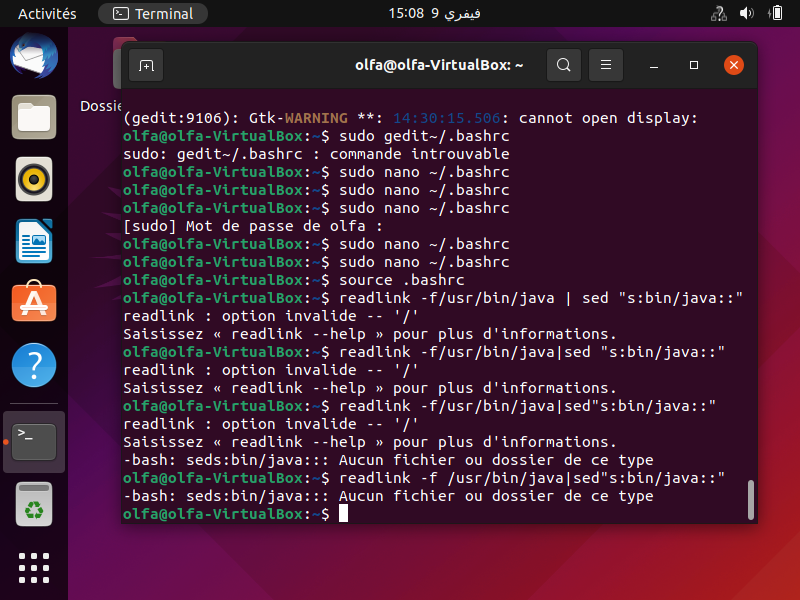 Activités
Terminal
15:08 9 فيفري
olfa@olfa-VirtualBox: ~
Dossie
(gedit:9106): Gtk-WARNING **: 14:30:15.506: cannot open display:
olfa@olfa-VirtualBox:~$ sudo gedit~/.bashrc
sudo: gedit~/.bashrc : commande introuvable
olfa@olfa-VirtualBox:~$ sudo nano ~/.bashrc
olfa@olfa-VirtualBox:~$ sudo nano ~/.bashrc
olfa@olfa-VirtualBox:~$ sudo nano ~/.bashrc
[sudo] Mot de passe de olfa :
olfa@olfa-VirtualBox:~$ sudo nano ~/.bashrc
olfa@olfa-VirtualBox:~$ sudo nano ~/.bashrc
olfa@olfa-VirtualBox:~$ source .bashrc
olfa@olfa-VirtualBox:~$ readlink -f/usr/bin/java | sed "s:bin/java::"
readlink : option invalide -- '/'
Saisissez « readlink --help » pour plus d'informations.
olfa@olfa-VirtualBox:~$ readlink -f/usr/bin/java|sed "s:bin/java::"
readlink : option invalide -- '/'
Saisissez « readlink --help » pour plus d'informations.
olfa@olfa-VirtualBox:~$ readlink -f/usr/bin/java|sed"s:bin/java::"
readlink : option invalide -- '/'
Saisissez « readlink --help » pour plus d'informations.
-bash: seds:bin/java::: Aucun fichier ou dossier de ce type
olfa@olfa-VirtualBox:~$ readlink -f /usr/bin/java|sed"s:bin/java::"
-bash: seds:bin/java::: Aucun fichier ou dossier de ce type
olfa@olfa-VirtualBox:~$